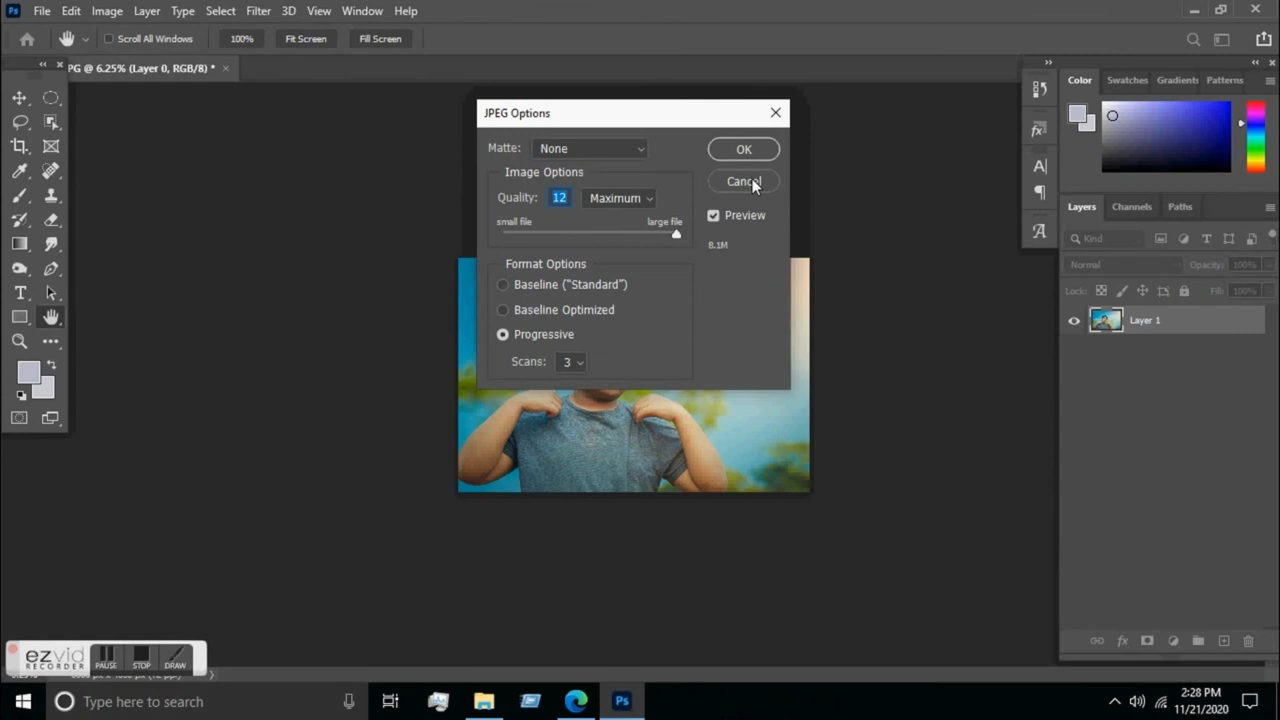 Ps File Edit Image Layer Type Select Filter 3D View Window Help
Scroll All Windows 100% Fit Screen Fill Screen
PG @ 6.25% (Layer 0, RGB/8) *
JPEG Options
Matte: None
OK
Image Options
Cancel
Quality: 12 Maximum
Preview
small file large file
8.1M
Format Options
Baseline ("Standard")
Baseline Optimized
Progressive
Scans: 3
Color Swatches Gradients Patterns
Layers Channels Paths
Kind
Normal Opacity: 100%
Lock: Fill: 100%
Layer 1
ezvid
RECORDER
PAUSE STOP DRAW
Type here to search
Ps
2:28 PM
11/21/2020